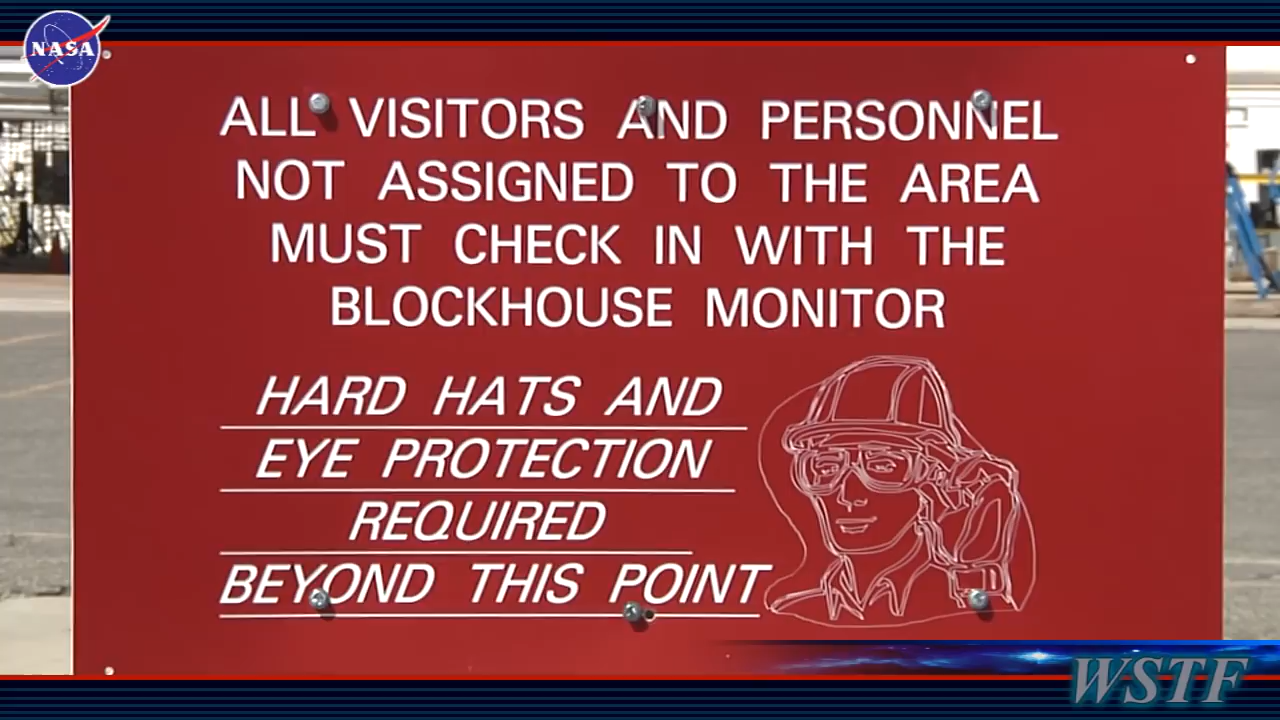 NASA
ALL VISITORS AND PERSONNEL
NOT ASSIGNED TO THE AREA
MUST CHECK IN WITH THE
BLOCKHOUSE MONITOR
HARD HATS AND
EYE PROTECTION
REQUIRED
BEYOND THIS POINT
WSTF